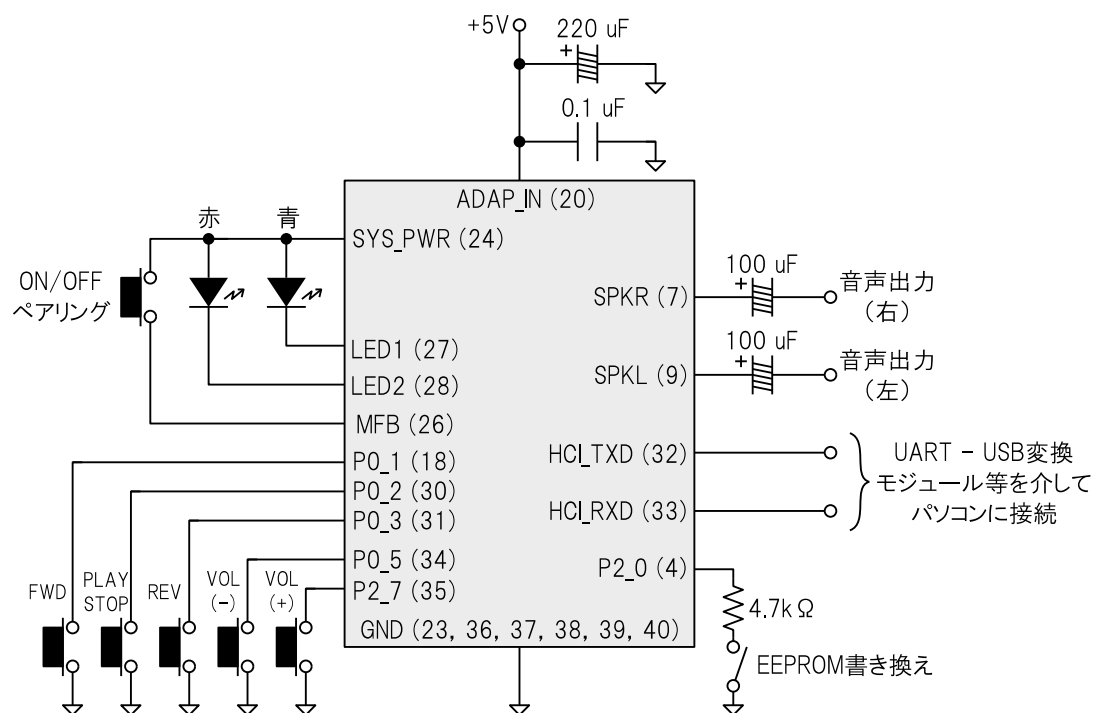 +5V
220 uF
+
0.1 uF
ADAP_IN (20)
赤
青
SYS_PWR (24)
ON/OFF
ペアリング
LED1 (27)
LED2 (28)
MFB (26)
P0_1 (18)
P0_2 (30)
P0_3 (31)
P0_5 (34)
P2_7 (35)
GND (23, 36, 37, 38, 39, 40)
SPKR (7)
100 uF
+
音声出力
(右)
SPKL (9)
100 uF
+
音声出力
(左)
HCI_TXD (32)
HCI_RXD (33)
UART － USB変換
モジュール等を介して
パソコンに接続
P2_0 (4)
4.7kΩ
EEPROM書き換え
FWD
PLAY
STOP
REV
VOL
(-)
VOL
(+)